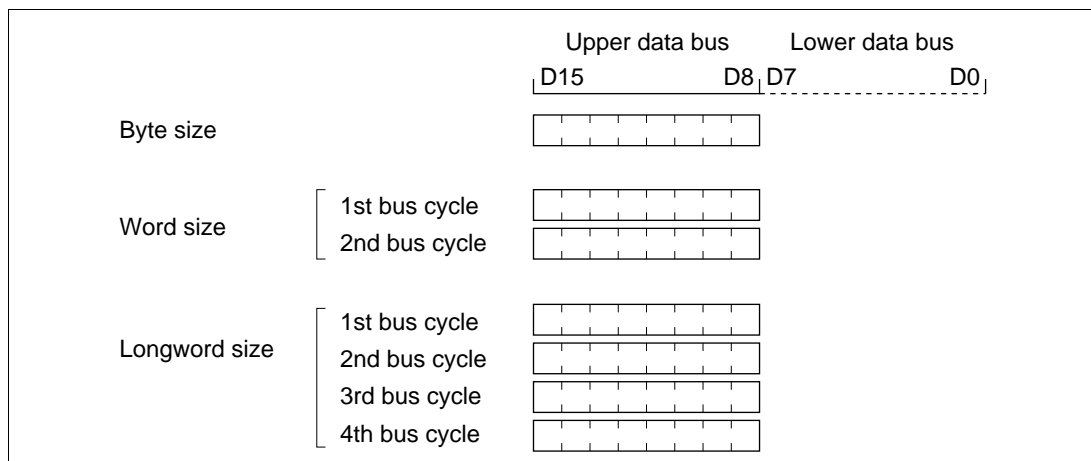 Upper data bus Lower data bus
D15 D8 D7 D0
Byte size
Word size
1st bus cycle
2nd bus cycle
Longword size
1st bus cycle
2nd bus cycle
3rd bus cycle
4th bus cycle